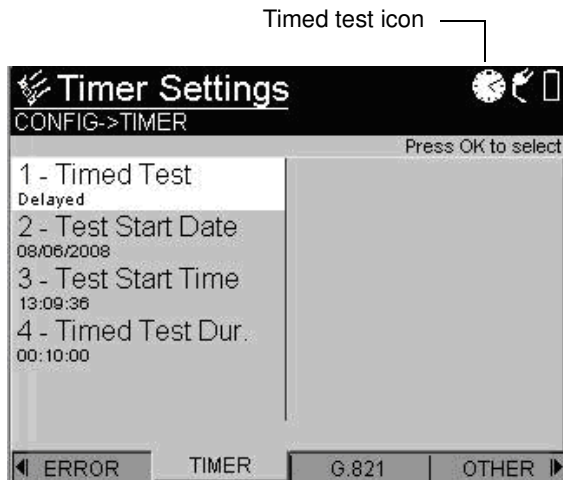 Timed test icon
Timer Settings
CONFIG->TIMER
Press OK to select
1 - Timed Test
Delayed
2 - Test Start Date
08/06/2008
3 - Test Start Time
13:09:36
4 - Timed Test Dur.
00:10:00
ERROR TIMER G.821 OTHER